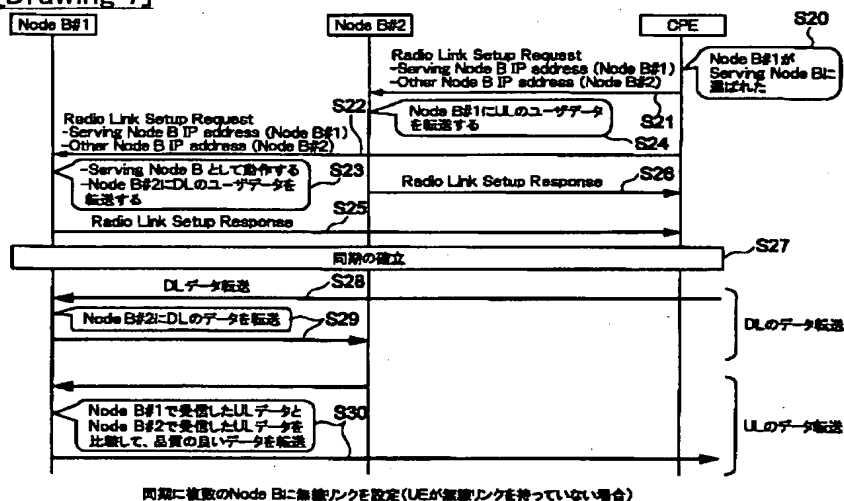 [Drawing 7]
Node B#1
Node B#2
CPE
S20
Node B#1が
Serving Node Bに
選ばれた
Radio Link Setup Request
-Serving Node B IP address (Node B#1)
-Other Node B IP address (Node B#2)
S21
S22
Node B#1にULのユーザデータ
を転送する
S24
Radio Link Setup Request
-Serving Node B IP address (Node B#1)
-Other Node B IP address (Node B#2)
-Serving Node B として動作する
-Node B#2にDLのユーザデータを
転送する
S23
Radio Link Setup Response
S26
S25
Radio Link Setup Response
S27
同期の確立
DLデータ転送
S28
Node B#2にDLのデータを転送
S29
DLのデータ転送
Node B#1で受信したULデータと
Node B#2で受信したULデータを
比較して、品質の良いデータを転送
S30
ULのデータ転送
同期に複数のNode Bに無線リンクを設定(UEが無線リンクを持っていない場合)